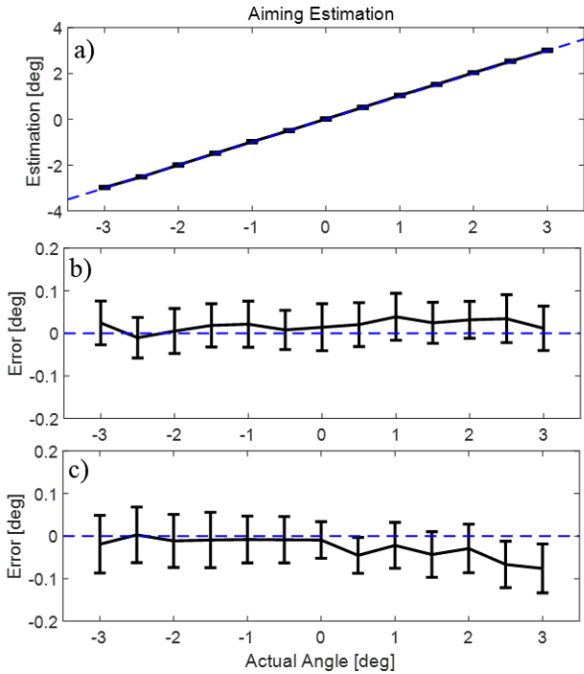 Aiming Estimation
a)
Estimation [deg]
4
2
0
-2
-4
-3 -2 -1 0 1 2 3
b)
Error [deg]
0.2
0.1
0
-0.1
-0.2
-3 -2 -1 0 1 2 3
c)
Error [deg]
0.2
0.1
0
-0.1
-0.2
-3 -2 -1 0 1 2 3
Actual Angle [deg]